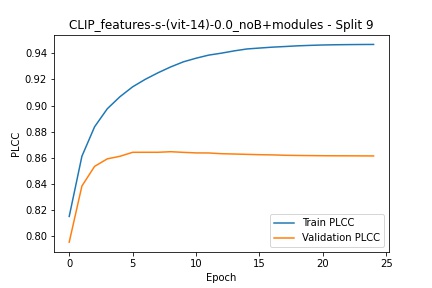 CLIP_features-s-(vit-14)-0.0_noB+modules - Split 9
0.94
0.92
0.90
0.88
0.86
0.84
0.82
0.80
PLCC
Train PLCC
Validation PLCC
0
5
10
15
20
25
Epoch